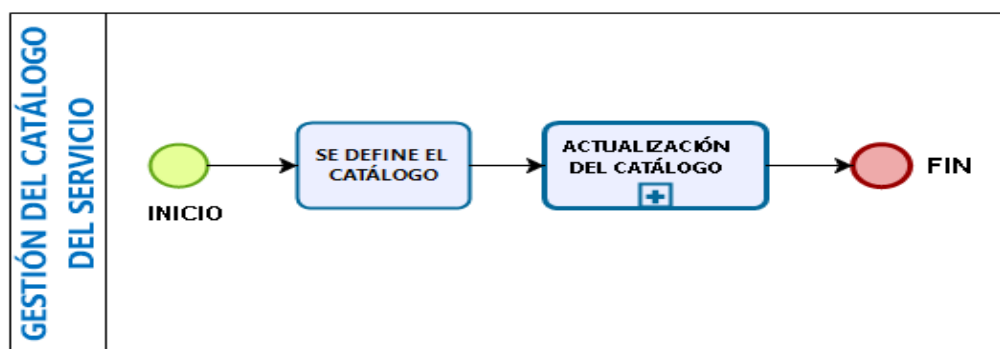 GESTIÓN DEL CATÁLOGO
DEL SERVICIO
INICIO
SE DEFINE EL
CATÁLOGO
ACTUALIZACIÓN
DEL CATÁLOGO
FIN